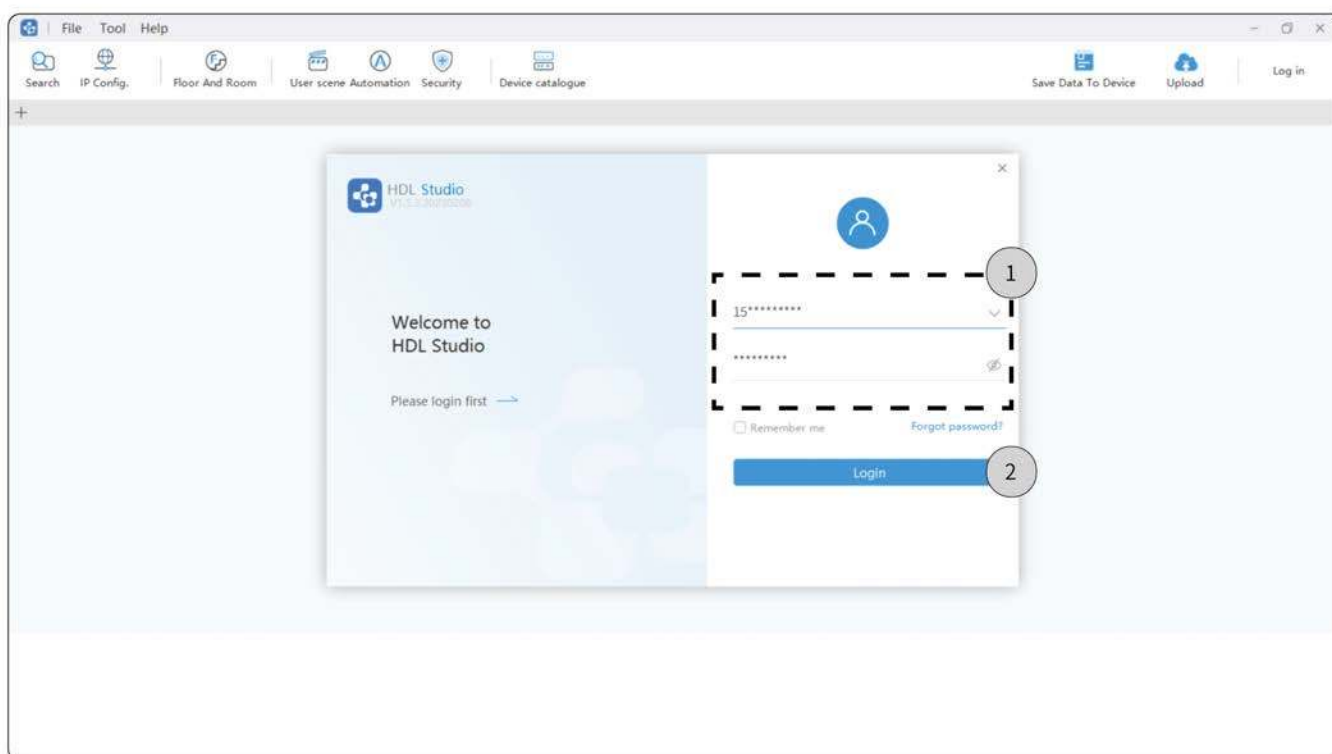 File Tool Help
Search IP Config. Floor And Room User scene Automation Security Device catalogue Save Data To Device Upload Log in
HDL Studio
Welcome to
HDL Studio
Please login first
15*********
*********
Remember me Forgot password?
Login
1
2